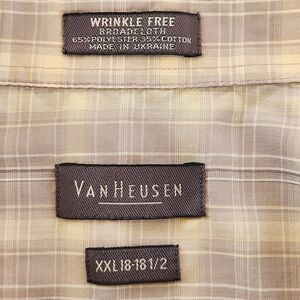 WRINKLE FREE
BROADCLOTH
65% POLYESTER 35% COTTON
MADE IN UKRAINE
VANHEUSEN
XXL 18-18 1/2